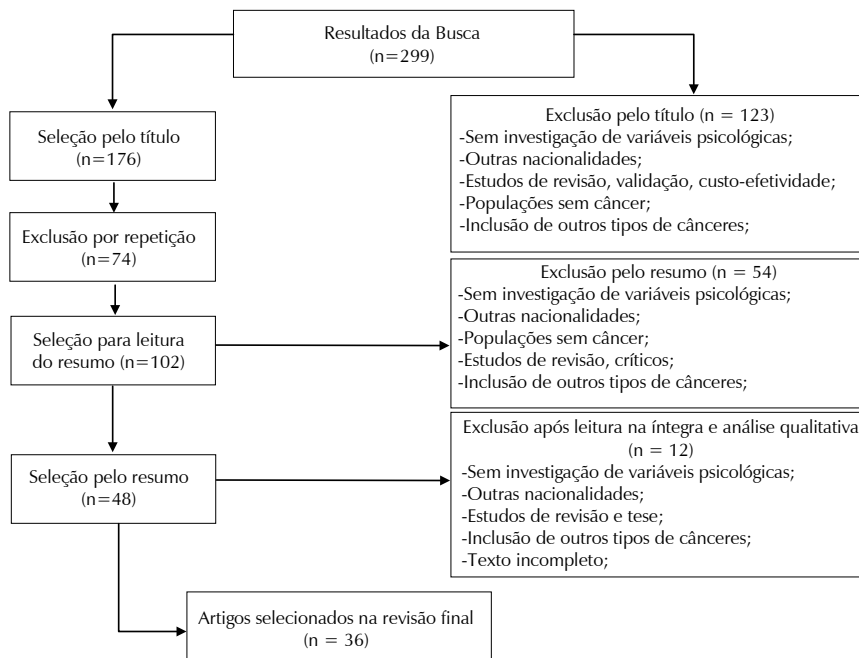 Resultados da Busca
(n=299)
Seleção pelo título
(n=176)
Exclusão pelo título (n = 123)
-Sem investigação de variáveis psicológicas;
-Outras nacionalidades;
-Estudos de revisão, validação, custo-efetividade;
-Populações sem câncer;
-Inclusão de outros tipos de cânceres;
Exclusão por repetição
(n=74)
Seleção para leitura
do resumo (n=102)
Exclusão pelo resumo (n = 54)
-Sem investigação de variáveis psicológicas;
-Outras nacionalidades;
-Populações sem câncer;
-Estudos de revisão, críticos;
-Inclusão de outros tipos de cânceres;
Seleção pelo resumo
(n=48)
Exclusão após leitura na íntegra e análise qualitativa
(n = 12)
-Sem investigação de variáveis psicológicas;
-Outras nacionalidades;
-Estudos de revisão e tese;
-Inclusão de outros tipos de cânceres;
-Texto incompleto;
Artigos selecionados na revisão final
(n = 36)